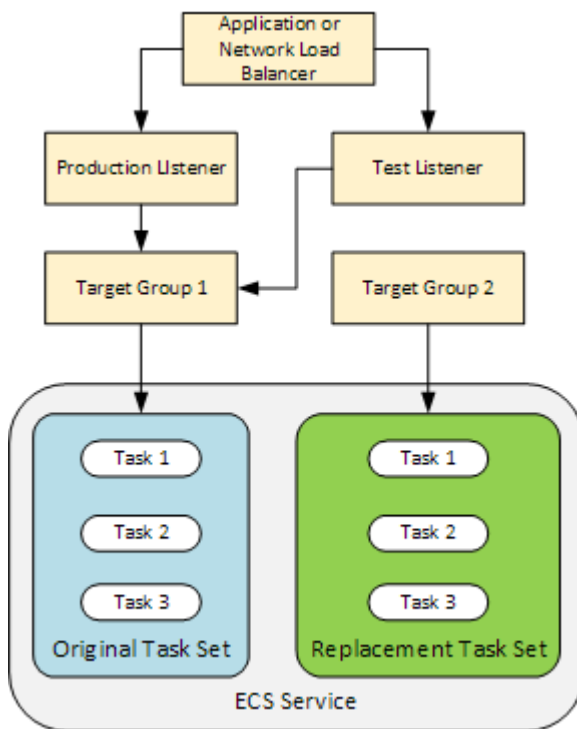 Application or
Network Load
Balancer
Production LIstener
Test Listener
Target Group 1
Target Group 2
Task 1
Task 2
Task 3
Original Task Set
Task 1
Task 2
Task 3
Replacement Task Set
ECS Service